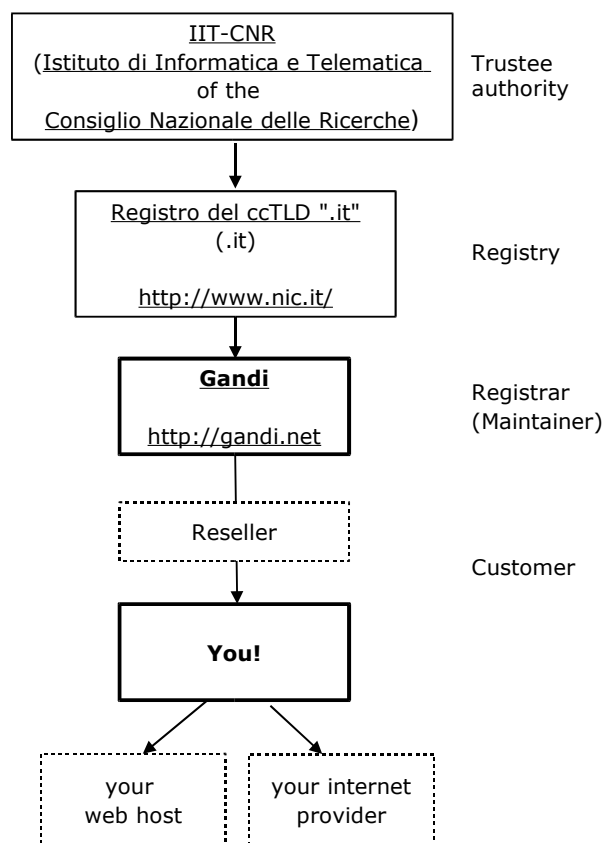 IIT-CNR
(Istituto di Informatica e Telematica
of the
Consiglio Nazionale delle Ricerche)
Trustee
authority
Registro del ccTLD ".it"
(.it)
http://www.nic.it/
Registry
Gandi
http://gandi.net
Registrar
(Maintainer)
Reseller
Customer
You!
your
web host
your internet
provider